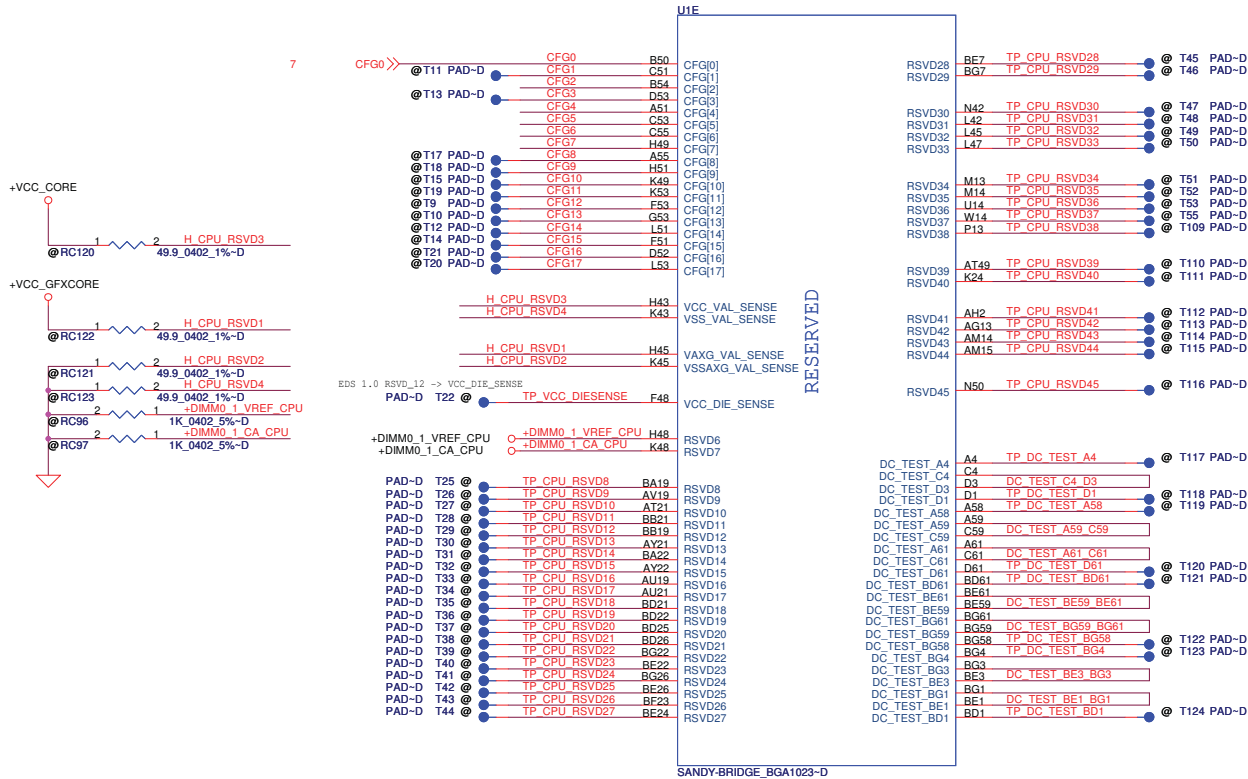 U1E
7 CFG0 CFG0 B50 CFG[0]
@T11 PAD~D CFG1 C51 CFG[1]
CFG2 B54 CFG[2]
@T13 PAD~D CFG3 D53 CFG[3]
CFG4 A51 CFG[4]
CFG5 C53 CFG[5]
CFG6 C55 CFG[6]
CFG7 H49 CFG[7]
@T17 PAD~D CFG8 A55 CFG[8]
@T18 PAD~D CFG9 H51 CFG[9]
@T15 PAD~D CFG10 K49 CFG[10]
@T19 PAD~D CFG11 K53 CFG[11]
@T9 PAD~D CFG12 F53 CFG[12]
@T10 PAD~D CFG13 G53 CFG[13]
@T12 PAD~D CFG14 L51 CFG[14]
@T14 PAD~D CFG15 F51 CFG[15]
@T21 PAD~D CFG16 D52 CFG[16]
@T20 PAD~D CFG17 L53 CFG[17]
+VCC_CORE
1 2 H_CPU_RSVD3
@RC120 49.9_0402_1%~D
+VCC_GFXCORE
1 2 H_CPU_RSVD1
@RC122 49.9_0402_1%~D
1 2 H_CPU_RSVD2
@RC121 49.9_0402_1%~D
1 2 H_CPU_RSVD4
@RC123 49.9_0402_1%~D
2 1 +DIMM0_1_VREF_CPU
@RC96 1K_0402_5%~D
2 1 +DIMM0_1_CA_CPU
@RC97 1K_0402_5%~D
H_CPU_RSVD3 H43 VCC_VAL_SENSE
H_CPU_RSVD4 K43 VSS_VAL_SENSE
H_CPU_RSVD1 H45 VAXG_VAL_SENSE
H_CPU_RSVD2 K45 VSSAXG_VAL_SENSE
EDS 1.0 RSVD_12 -> VCC_DIE_SENSE
PAD~D T22 @ TP_VCC_DIESENSE F48 VCC_DIE_SENSE
+DIMM0_1_VREF_CPU +DIMM0_1_VREF_CPU H48 RSVD6
+DIMM0_1_CA_CPU +DIMM0_1_CA_CPU K48 RSVD7
PAD~D T25 @ TP_CPU_RSVD8 BA19 RSVD8
PAD~D T26 @ TP_CPU_RSVD9 AV19 RSVD9
PAD~D T27 @ TP_CPU_RSVD10 AT21 RSVD10
PAD~D T28 @ TP_CPU_RSVD11 BB21 RSVD11
PAD~D T29 @ TP_CPU_RSVD12 BB19 RSVD12
PAD~D T30 @ TP_CPU_RSVD13 AY21 RSVD13
PAD~D T31 @ TP_CPU_RSVD14 BA22 RSVD14
PAD~D T32 @ TP_CPU_RSVD15 AY22 RSVD15
PAD~D T33 @ TP_CPU_RSVD16 AU19 RSVD16
PAD~D T34 @ TP_CPU_RSVD17 AU21 RSVD17
PAD~D T35 @ TP_CPU_RSVD18 BD21 RSVD18
PAD~D T36 @ TP_CPU_RSVD19 BD22 RSVD19
PAD~D T37 @ TP_CPU_RSVD20 BD25 RSVD20
PAD~D T38 @ TP_CPU_RSVD21 BD26 RSVD21
PAD~D T39 @ TP_CPU_RSVD22 BG22 RSVD22
PAD~D T40 @ TP_CPU_RSVD23 BE22 RSVD23
PAD~D T41 @ TP_CPU_RSVD24 BG26 RSVD24
PAD~D T42 @ TP_CPU_RSVD25 BE26 RSVD25
PAD~D T43 @ TP_CPU_RSVD26 BF23 RSVD26
PAD~D T44 @ TP_CPU_RSVD27 BE24 RSVD27
RESERVED
RSVD28 BE7 TP_CPU_RSVD28 @ T45 PAD~D
RSVD29 BG7 TP_CPU_RSVD29 @ T46 PAD~D
RSVD30 N42 TP_CPU_RSVD30 @ T47 PAD~D
RSVD31 L42 TP_CPU_RSVD31 @ T48 PAD~D
RSVD32 L45 TP_CPU_RSVD32 @ T49 PAD~D
RSVD33 L47 TP_CPU_RSVD33 @ T50 PAD~D
RSVD34 M13 TP_CPU_RSVD34 @ T51 PAD~D
RSVD35 M14 TP_CPU_RSVD35 @ T52 PAD~D
RSVD36 U14 TP_CPU_RSVD36 @ T53 PAD~D
RSVD37 W14 TP_CPU_RSVD37 @ T55 PAD~D
RSVD38 P13 TP_CPU_RSVD38 @ T109 PAD~D
RSVD39 AT49 TP_CPU_RSVD39 @ T110 PAD~D
RSVD40 K24 TP_CPU_RSVD40 @ T111 PAD~D
RSVD41 AH2 TP_CPU_RSVD41 @ T112 PAD~D
RSVD42 AG13 TP_CPU_RSVD42 @ T113 PAD~D
RSVD43 AM14 TP_CPU_RSVD43 @ T114 PAD~D
RSVD44 AM15 TP_CPU_RSVD44 @ T115 PAD~D
RSVD45 N50 TP_CPU_RSVD45 @ T116 PAD~D
DC_TEST_A4 A4 TP_DC_TEST_A4 @ T117 PAD~D
DC_TEST_C4 C4
DC_TEST_D3 D3 DC_TEST_C4_D3
DC_TEST_D1 D1 TP_DC_TEST_D1 @ T118 PAD~D
DC_TEST_A58 A58 TP_DC_TEST_A58 @ T119 PAD~D
DC_TEST_A59 A59
DC_TEST_C59 C59 DC_TEST_A59_C59
DC_TEST_A61 A61
DC_TEST_C61 C61 DC_TEST_A61_C61
DC_TEST_D61 D61 TP_DC_TEST_D61 @ T120 PAD~D
DC_TEST_BD61 BD61 TP_DC_TEST_BD61 @ T121 PAD~D
DC_TEST_BE61 BE61
DC_TEST_BE59 BE59 DC_TEST_BE59_BE61
DC_TEST_BG61 BG61
DC_TEST_BG59 BG59 DC_TEST_BG59_BG61
DC_TEST_BG58 BG58 TP_DC_TEST_BG58 @ T122 PAD~D
DC_TEST_BG4 BG4 TP_DC_TEST_BG4 @ T123 PAD~D
DC_TEST_BG3 BG3
DC_TEST_BE3 BE3 DC_TEST_BE3_BG3
DC_TEST_BG1 BG1
DC_TEST_BE1 BE1 DC_TEST_BE1_BG1
DC_TEST_BD1 BD1 TP_DC_TEST_BD1 @ T124 PAD~D
SANDY-BRIDGE_BGA1023~D